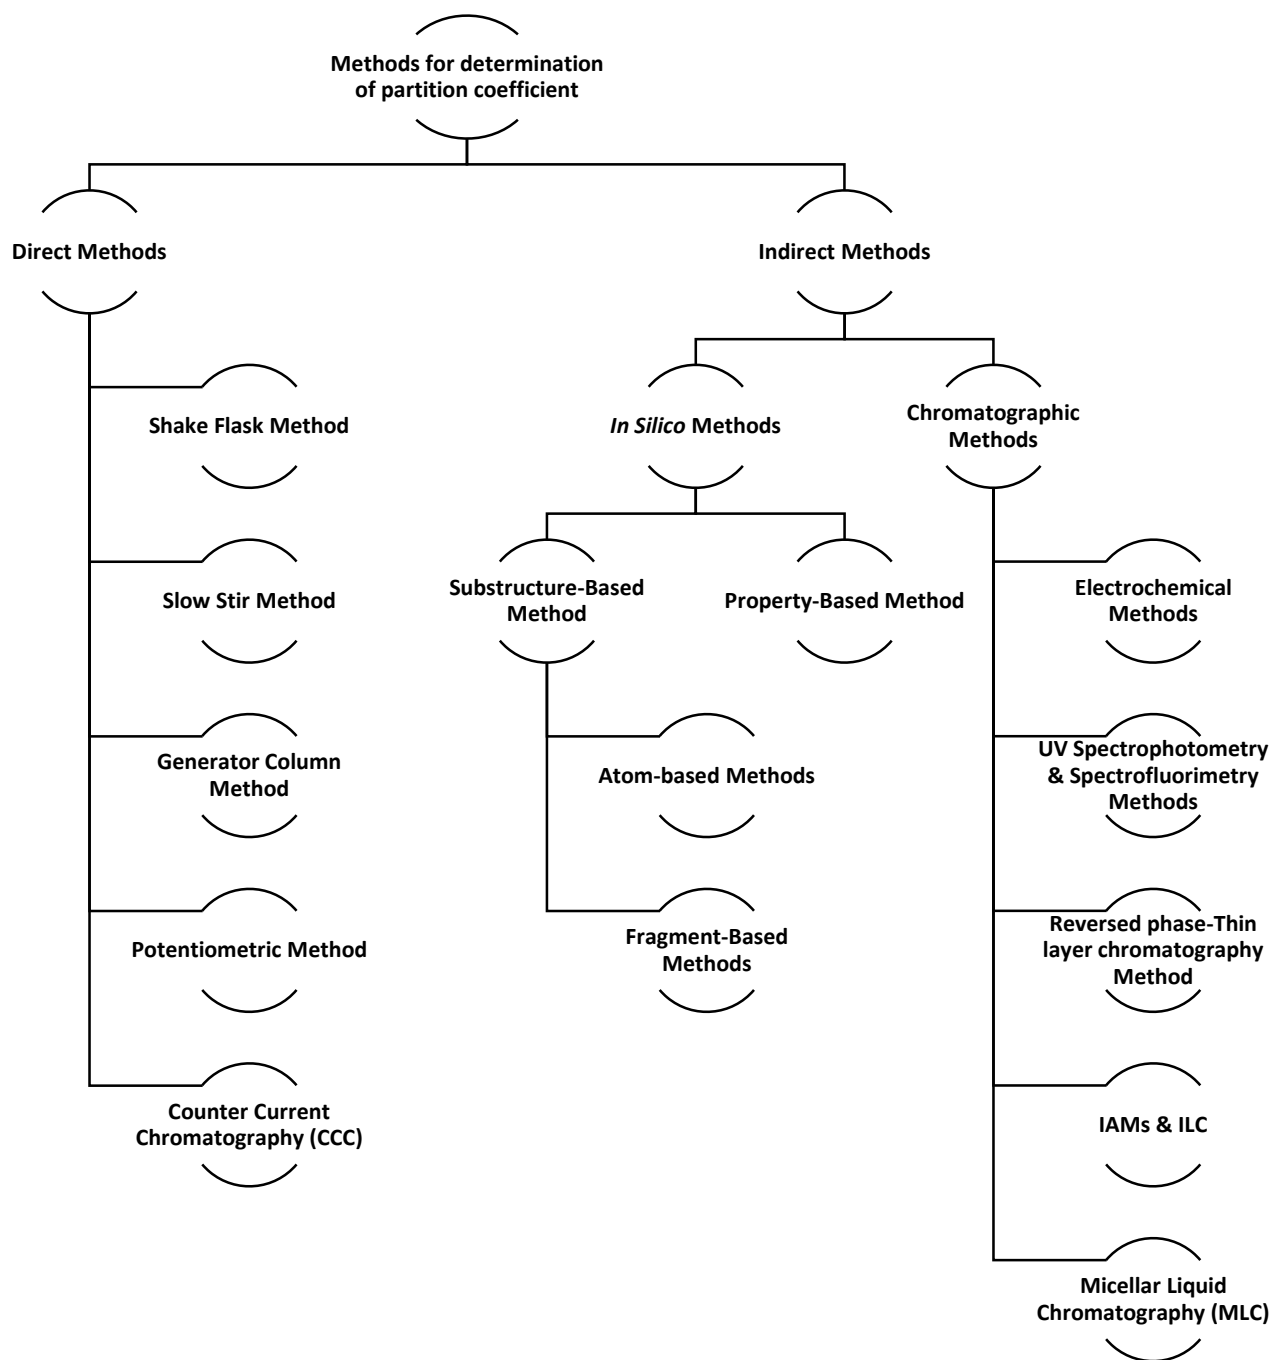 Methods for determination
of partition coefficient
Direct Methods
Indirect Methods
Shake Flask Method
In Silico Methods
Chromatographic
Methods
Slow Stir Method
Substructure-Based
Method
Property-Based Method
Electrochemical
Methods
Generator Column
Method
Atom-based Methods
UV Spectrophotometry
& Spectrofluorimetry
Methods
Potentiometric Method
Fragment-Based
Methods
Reversed phase-Thin
layer chromatography
Method
Counter Current
Chromatography (CCC)
IAMs & ILC
Micellar Liquid
Chromatography (MLC)